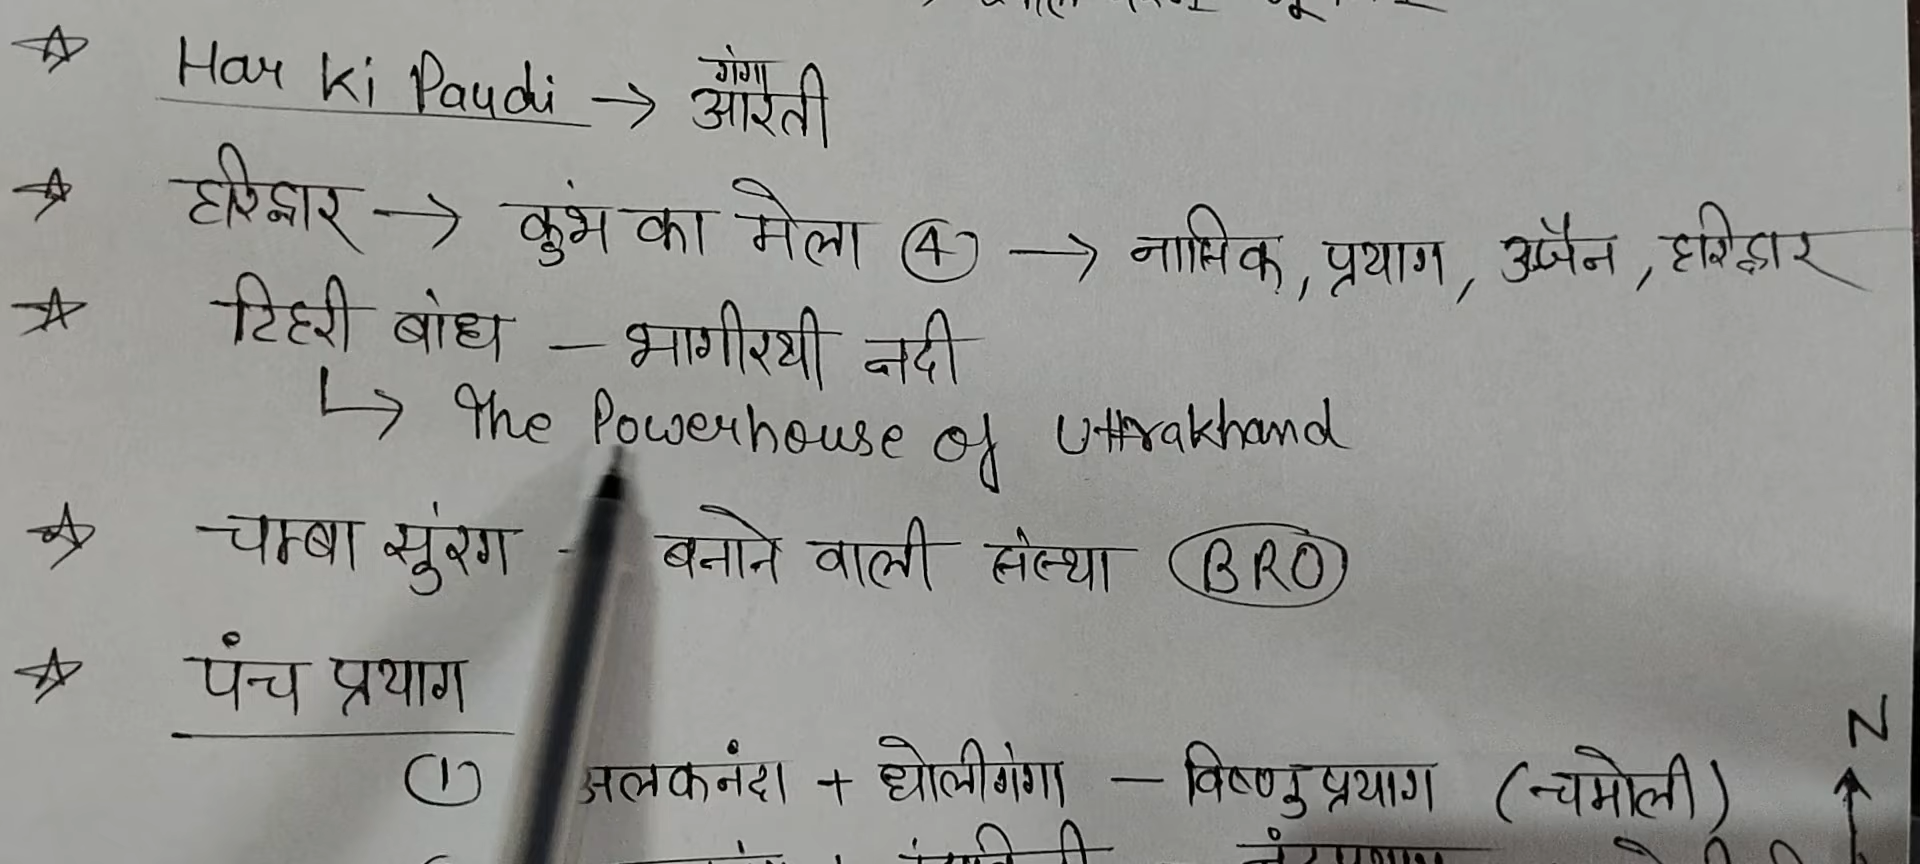 Har Ki Paudi → गंगा आरती
हरिद्वार → कुंभ का मेला ④ → नासिक, प्रयाग, उज्जैन, हरिद्वार
टिहरी बांध – भागीरथी नदी
↳ The Powerhouse of Uttrakhand
चम्बा सुरंग - बनाने वाली संस्था BRO
पंच प्रयाग
① अलकनंदा + धोलीगंगा – विष्णुप्रयाग (चमोली)
N